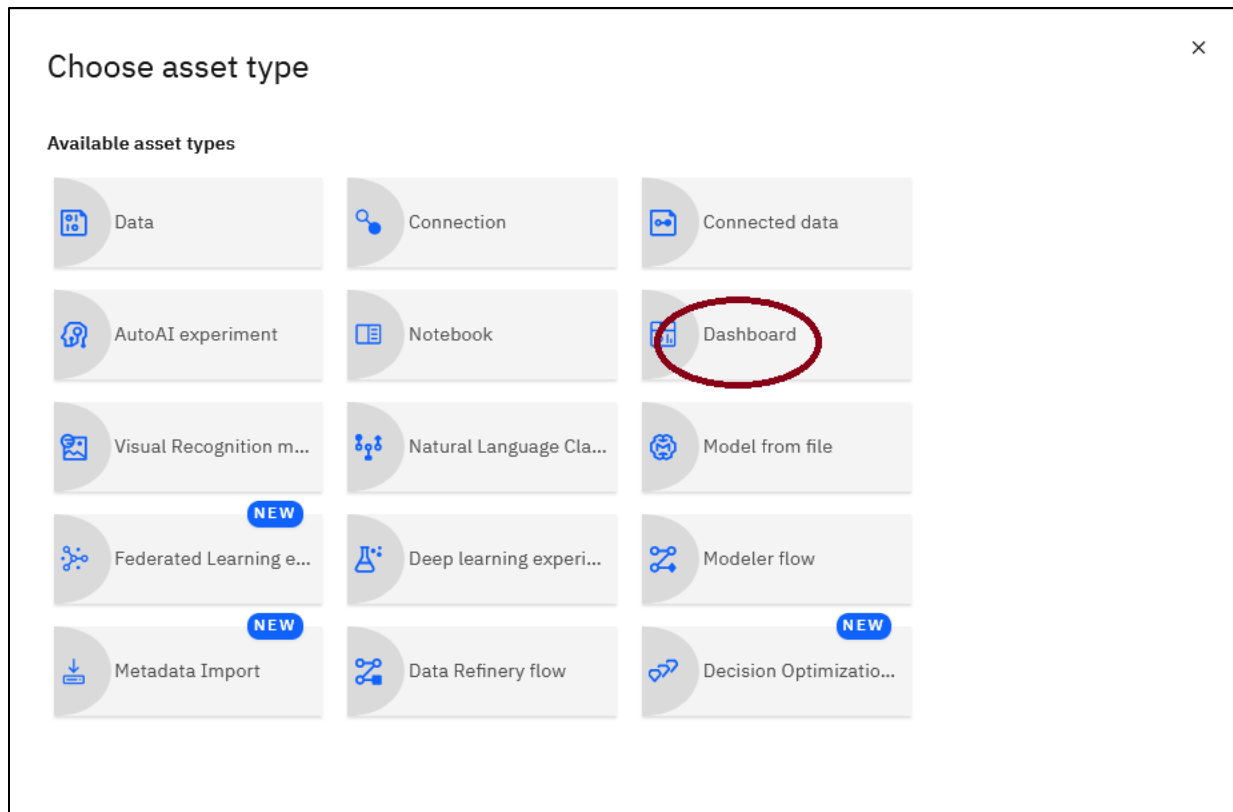 Choose asset type
×
Available asset types
Data
Connection
Connected data
AutoAI experiment
Notebook
Dashboard
Visual Recognition m...
Natural Language Cla...
Model from file
NEW
Federated Learning e...
Deep learning experi...
Modeler flow
NEW
Metadata Import
Data Refinery flow
NEW
Decision Optimizatio...